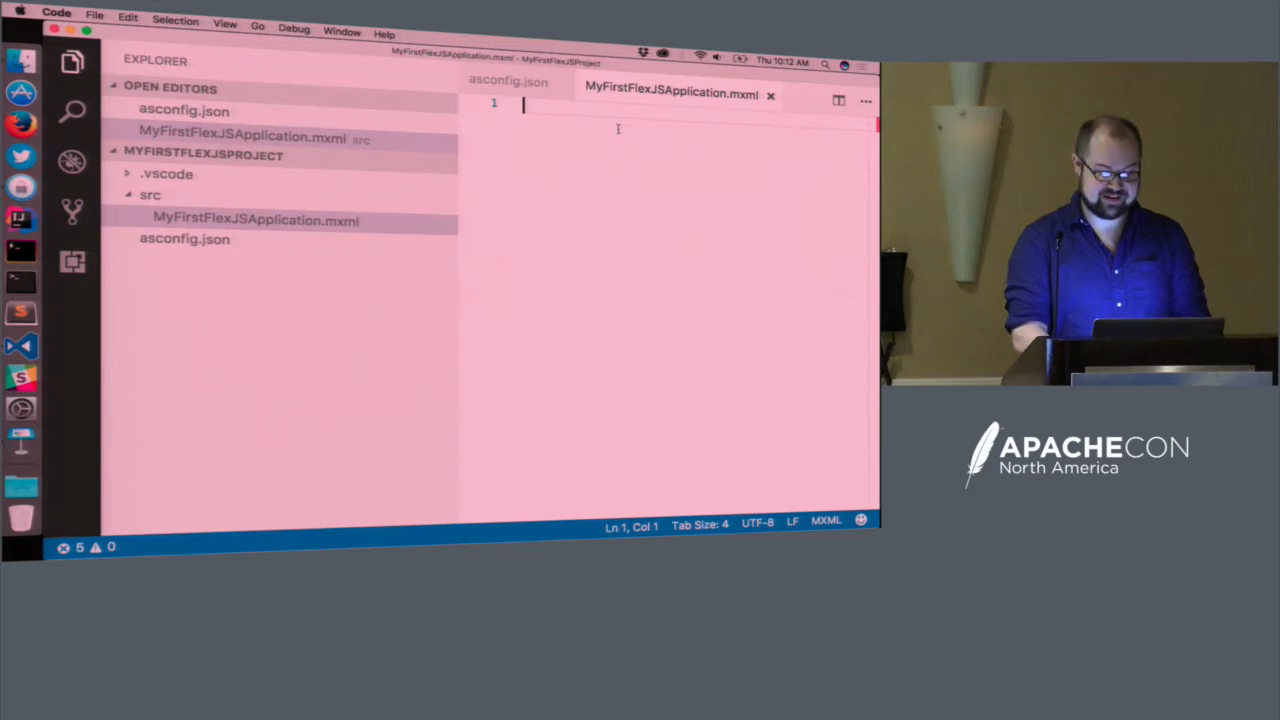 Code File Edit Selection View Go Debug Window Help
Thu 10:12 AM
MyFirstFlexJSApplication.mxml - MyFirstFlexJSProject
EXPLORER
OPEN EDITORS
asconfig.json
MyFirstFlexJSApplication.mxml src
MYFIRSTFLEXJSPROJECT
.vscode
src
MyFirstFlexJSApplication.mxml
asconfig.json
asconfig.json
MyFirstFlexJSApplication.mxml
1
5 0
Ln 1, Col 1 Tab Size: 4 UTF-8 LF MXML
APACHECON
North America